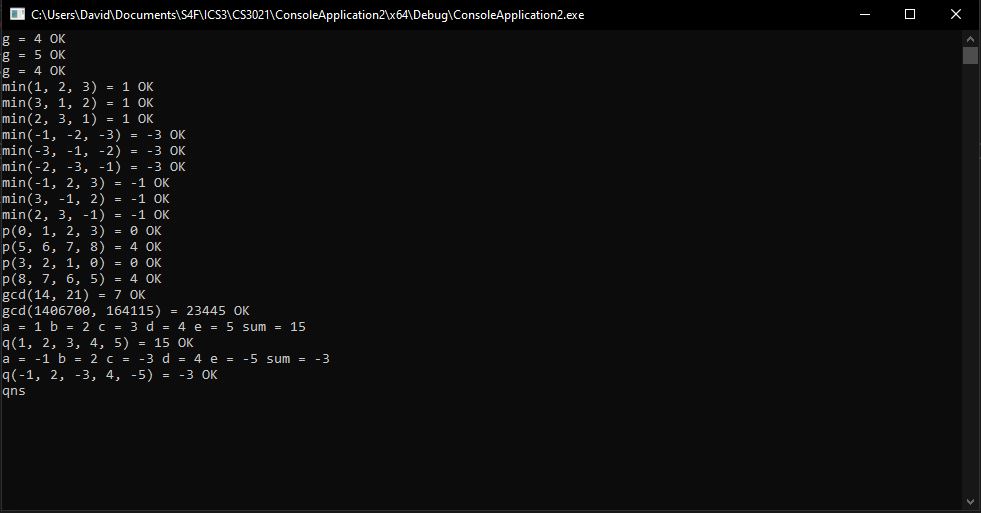 C:\Users\David\Documents\S4F\ICS3\CS3021\ConsoleApplication2\x64\Debug\ConsoleApplication2.exe
g = 4 OK
g = 5 OK
g = 4 OK
min(1, 2, 3) = 1 OK
min(3, 1, 2) = 1 OK
min(2, 3, 1) = 1 OK
min(-1, -2, -3) = -3 OK
min(-3, -1, -2) = -3 OK
min(-2, -3, -1) = -3 OK
min(-1, 2, 3) = -1 OK
min(3, -1, 2) = -1 OK
min(2, 3, -1) = -1 OK
p(0, 1, 2, 3) = 0 OK
p(5, 6, 7, 8) = 4 OK
p(3, 2, 1, 0) = 0 OK
p(8, 7, 6, 5) = 4 OK
gcd(14, 21) = 7 OK
gcd(1406700, 164115) = 23445 OK
a = 1 b = 2 c = 3 d = 4 e = 5 sum = 15
q(1, 2, 3, 4, 5) = 15 OK
a = -1 b = 2 c = -3 d = 4 e = -5 sum = -3
q(-1, 2, -3, 4, -5) = -3 OK
qns